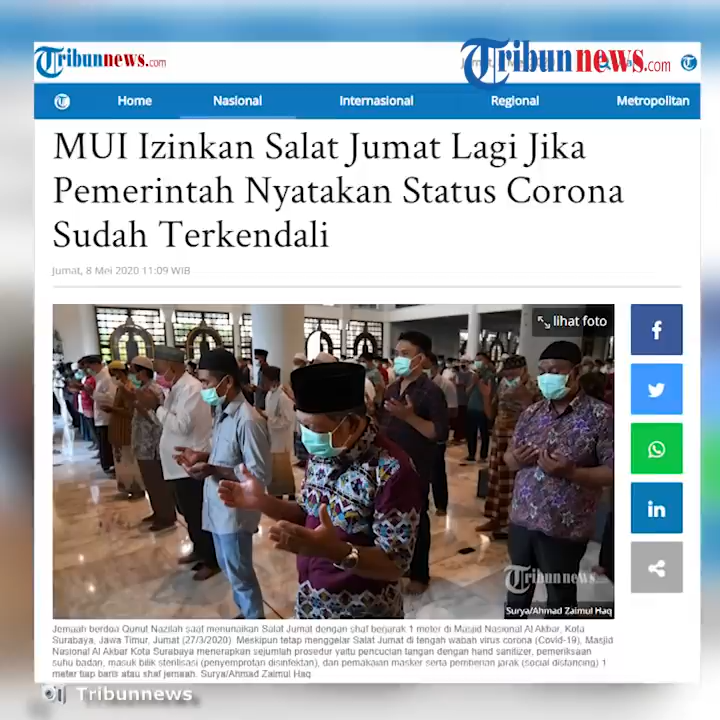 Tribunnews.com
Tribunnews.com
Home Nasional Internasional Regional Metropolitan
MUI Izinkan Salat Jumat Lagi Jika
Pemerintah Nyatakan Status Corona
Sudah Terkendali
Jumat, 8 Mei 2020 11:09 WIB
lihat foto
Tribunnews
Surya/Ahmad Zaimul Haq
Jemaah berdoa Qunut Nazilah saat menunaikan Salat Jumat dengan shaf berjarak 1 meter di Masjid Nasional Al Akbar, Kota
Surabaya, Jawa Timur, Jumat (27/3/2020). Meskipun tetap menggelar Salat Jumat di tengah wabah virus corona (Covid-19), Masjid
Nasional Al Akbar Kota Surabaya menerapkan sejumlah prosedur yaitu pencucian tangan dengan hand sanitizer, pemeriksaan
suhu badan, masuk bilik sterilisasi (penyemprotan disinfektan), dan pemakaian masker serta pemberian jarak (social distancing) 1
meter tiap baris atau shaf jemaah. Surya/Ahmad Zaimul Haq
Tribunnews